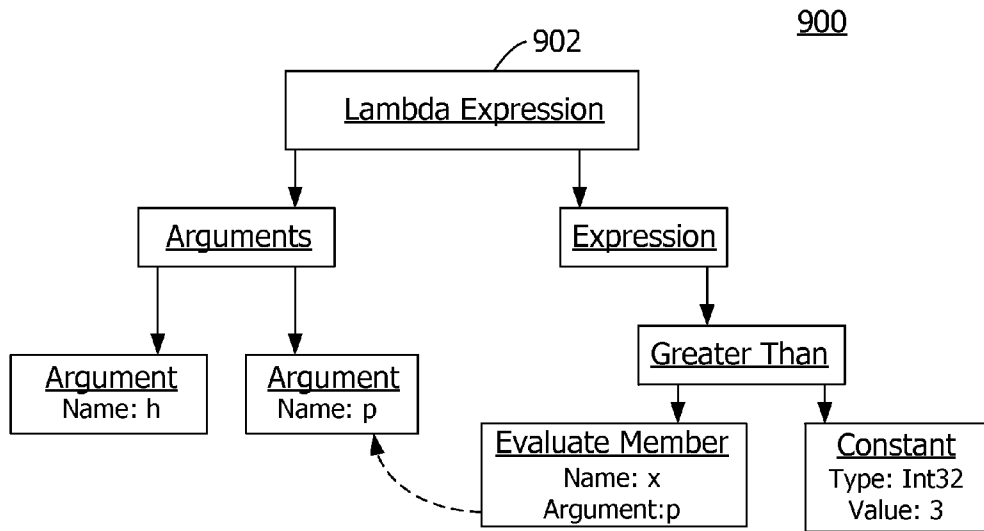 900
902
Lambda Expression
Arguments
Expression
Greater Than
Argument
Name: h
Argument
Name: p
Evaluate Member
Name: x
Argument:p
Constant
Type: Int32
Value: 3